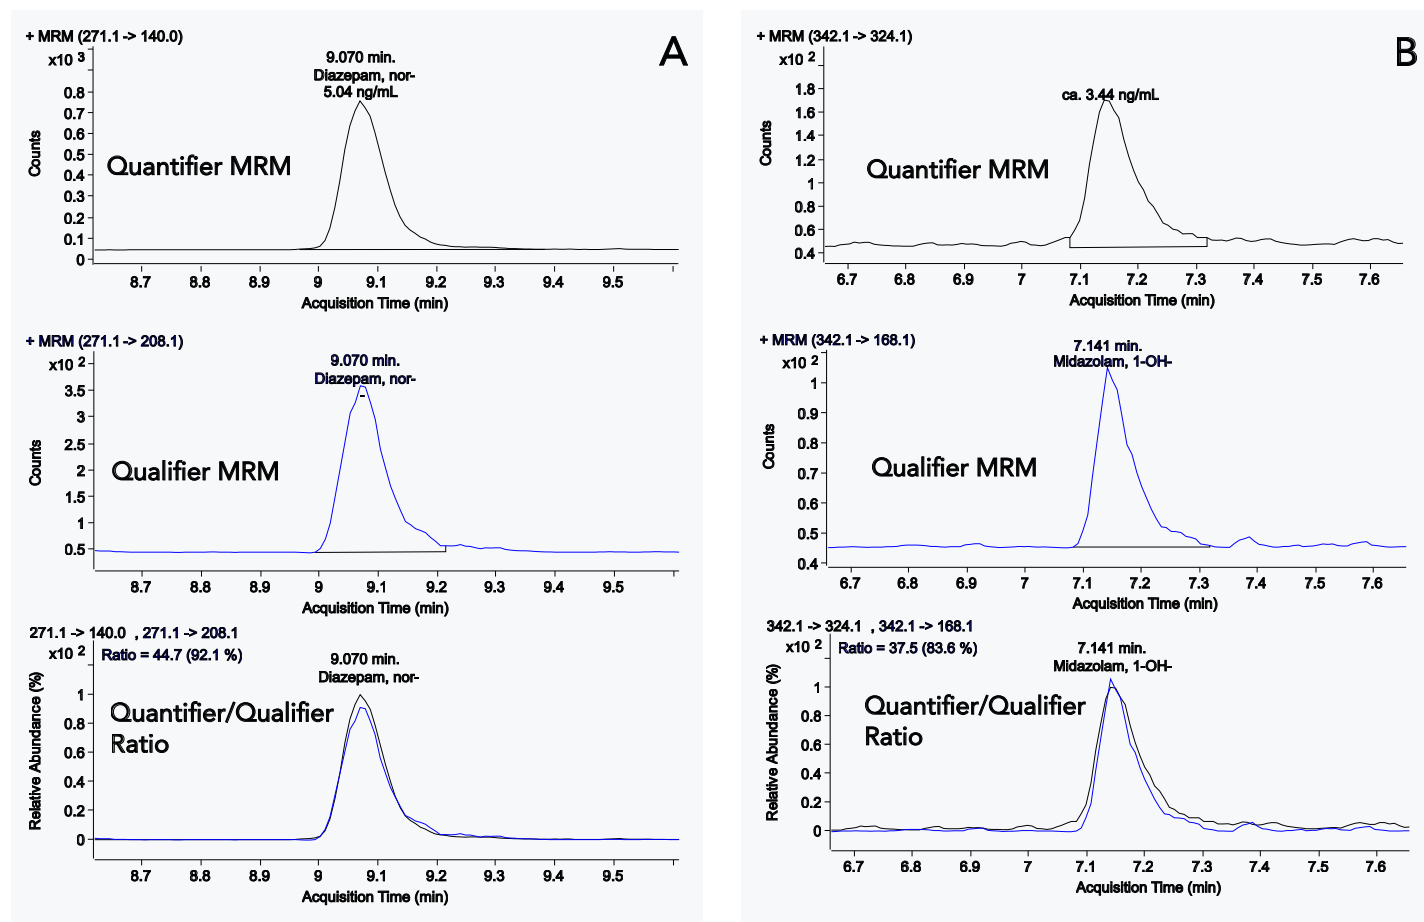 A
+ MRM (271.1 -> 140.0)
x10 3
9.070 min.
Diazepam, nor-
5.04 ng/mL
0.8
0.7
0.6
0.5
0.4
0.3
0.2
0.1
0
Counts
Quantifier MRM
8.7 8.8 8.9 9 9.1 9.2 9.3 9.4 9.5
Acquisition Time (min)
+ MRM (271.1 -> 208.1)
x10 2
9.070 min.
Diazepam, nor-
3.5
3
2.5
2
1.5
1
0.5
Counts
Qualifier MRM
8.7 8.8 8.9 9 9.1 9.2 9.3 9.4 9.5
Acquisition Time (min)
271.1 -> 140.0 , 271.1 -> 208.1
x10 2
Ratio = 44.7 (92.1 %)
9.070 min.
Diazepam, nor-
1
0.8
0.6
0.4
0.2
0
Relative Abundance (%)
Quantifier/Qualifier
Ratio
8.7 8.8 8.9 9 9.1 9.2 9.3 9.4 9.5
Acquisition Time (min)
B
+ MRM (342.1 -> 324.1)
x10 2
ca. 3.44 ng/mL
1.8
1.6
1.4
1.2
1
0.8
0.6
0.4
Counts
Quantifier MRM
6.7 6.8 6.9 7 7.1 7.2 7.3 7.4 7.5 7.6
Acquisition Time (min)
+ MRM (342.1 -> 168.1)
x10 2
7.141 min.
Midazolam, 1-OH-
1
0.9
0.8
0.7
0.6
0.5
0.4
Counts
Qualifier MRM
6.7 6.8 6.9 7 7.1 7.2 7.3 7.4 7.5 7.6
Acquisition Time (min)
342.1 -> 324.1 , 342.1 -> 168.1
x10 2
Ratio = 37.5 (83.6 %)
7.141 min.
Midazolam, 1-OH-
1
0.8
0.6
0.4
0.2
0
Relative Abundance (%)
Quantifier/Qualifier
Ratio
6.7 6.8 6.9 7 7.1 7.2 7.3 7.4 7.5 7.6
Acquisition Time (min)